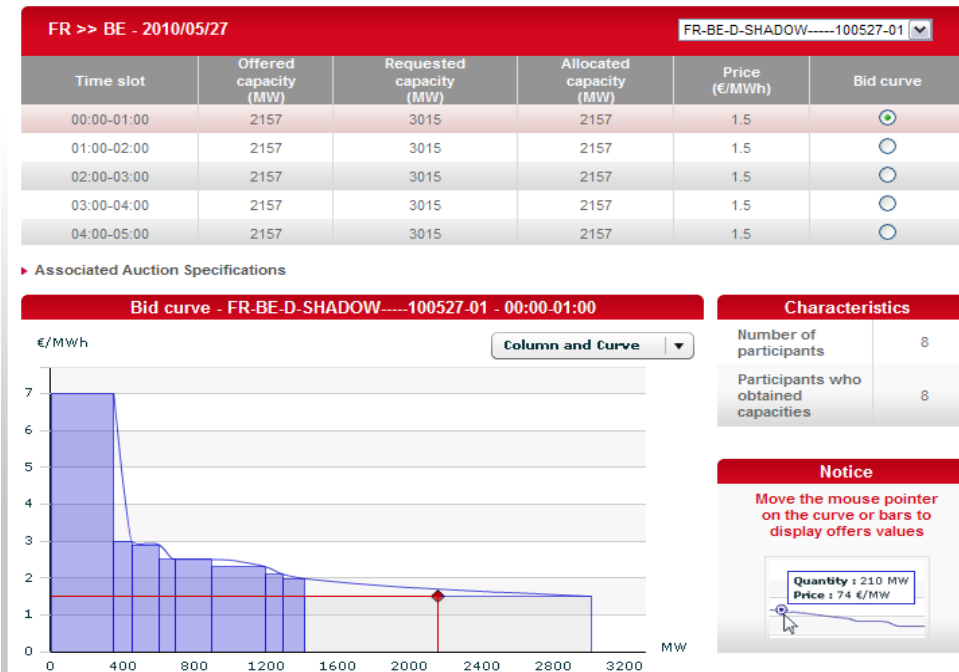 FR >> BE - 2010/05/27 FR-BE-D-SHADOW-----100527-01
Time slot Offered capacity (MW) Requested capacity (MW) Allocated capacity (MW) Price (€/MWh) Bid curve
00:00-01:00 2157 3015 2157 1.5
01:00-02:00 2157 3015 2157 1.5
02:00-03:00 2157 3015 2157 1.5
03:00-04:00 2157 3015 2157 1.5
04:00-05:00 2157 3015 2157 1.5
Associated Auction Specifications
Bid curve - FR-BE-D-SHADOW-----100527-01 - 00:00-01:00
€/MWh Column and Curve
7
6
5
4
3
2
1
0
MW
0 400 800 1200 1600 2000 2400 2800 3200
Characteristics
Number of participants 8
Participants who obtained capacities 8
Notice
Move the mouse pointer
on the curve or bars to
display offers values
Quantity : 210 MW
Price : 74 €/MW